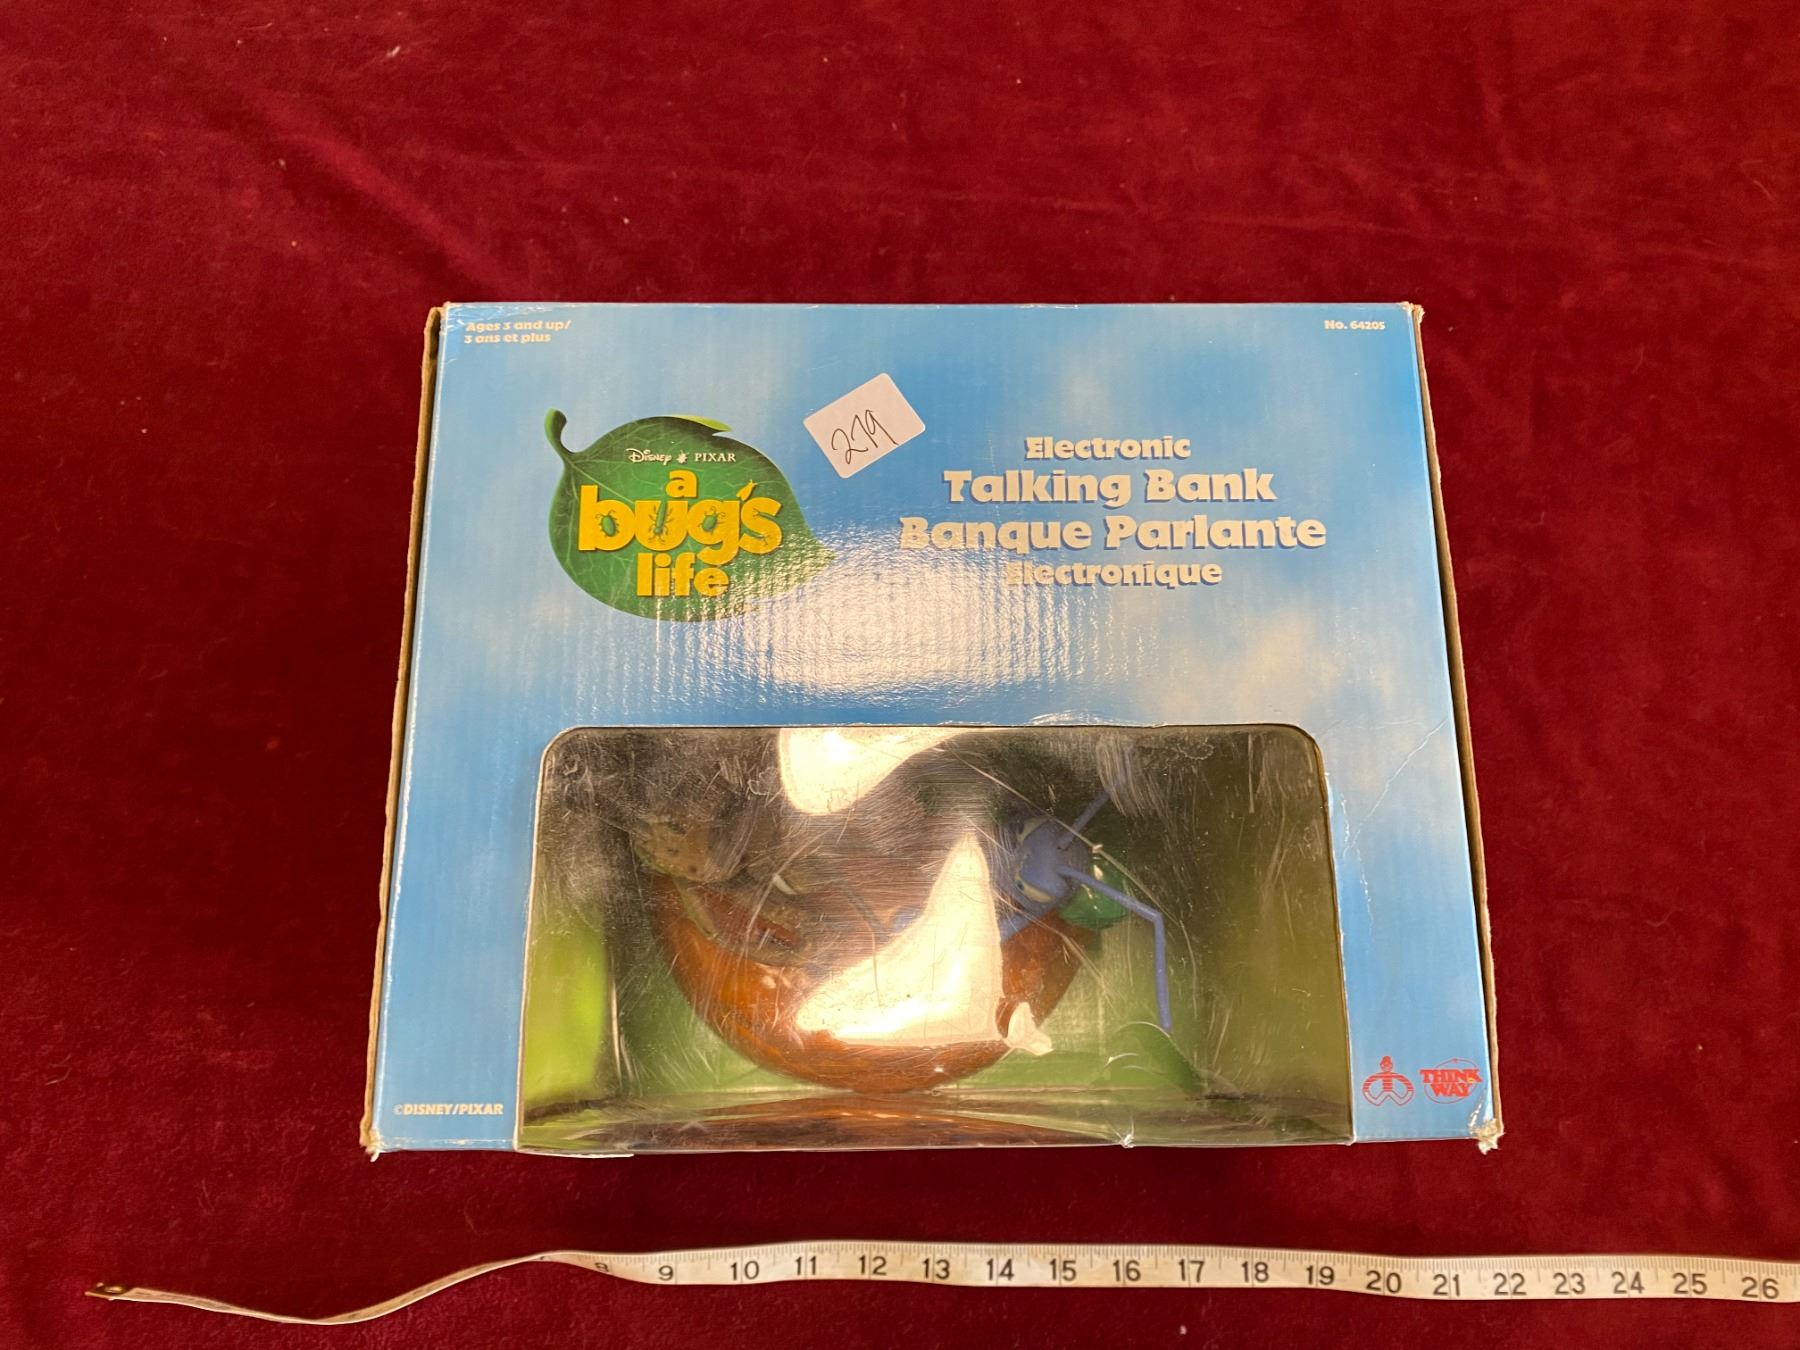 Ages 3 and up/
3 ans et plus
No. 64205
279
Disney PIXAR
a
bug's
life
Electronic
Talking Bank
Banque Parlante
Electronique
©DISNEY/PIXAR
THINK
WAY
8 9 10 11 12 13 14 15 16 17 18 19 20 21 22 23 24 25 26